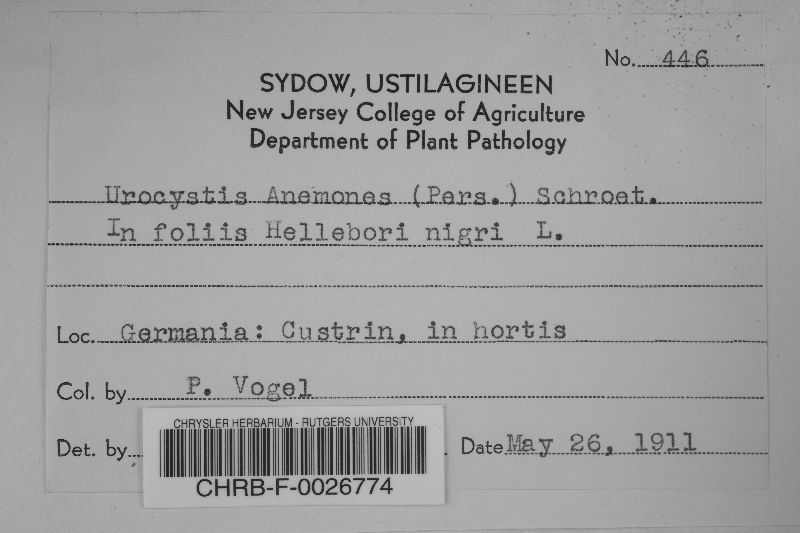 No. 446
SYDOW, USTILAGINEEN
New Jersey College of Agriculture
Department of Plant Pathology
Urocystis Anemones (Pers.) Schroet.
In foliis Hellebori nigri L.
Loc. Germania: Custrin, in hortis
Col. by P. Vogel
Det. by
Date May 26, 1911
CHRYSLER HERBARIUM - RUTGERS UNIVERSITY
CHRB-F-0026774